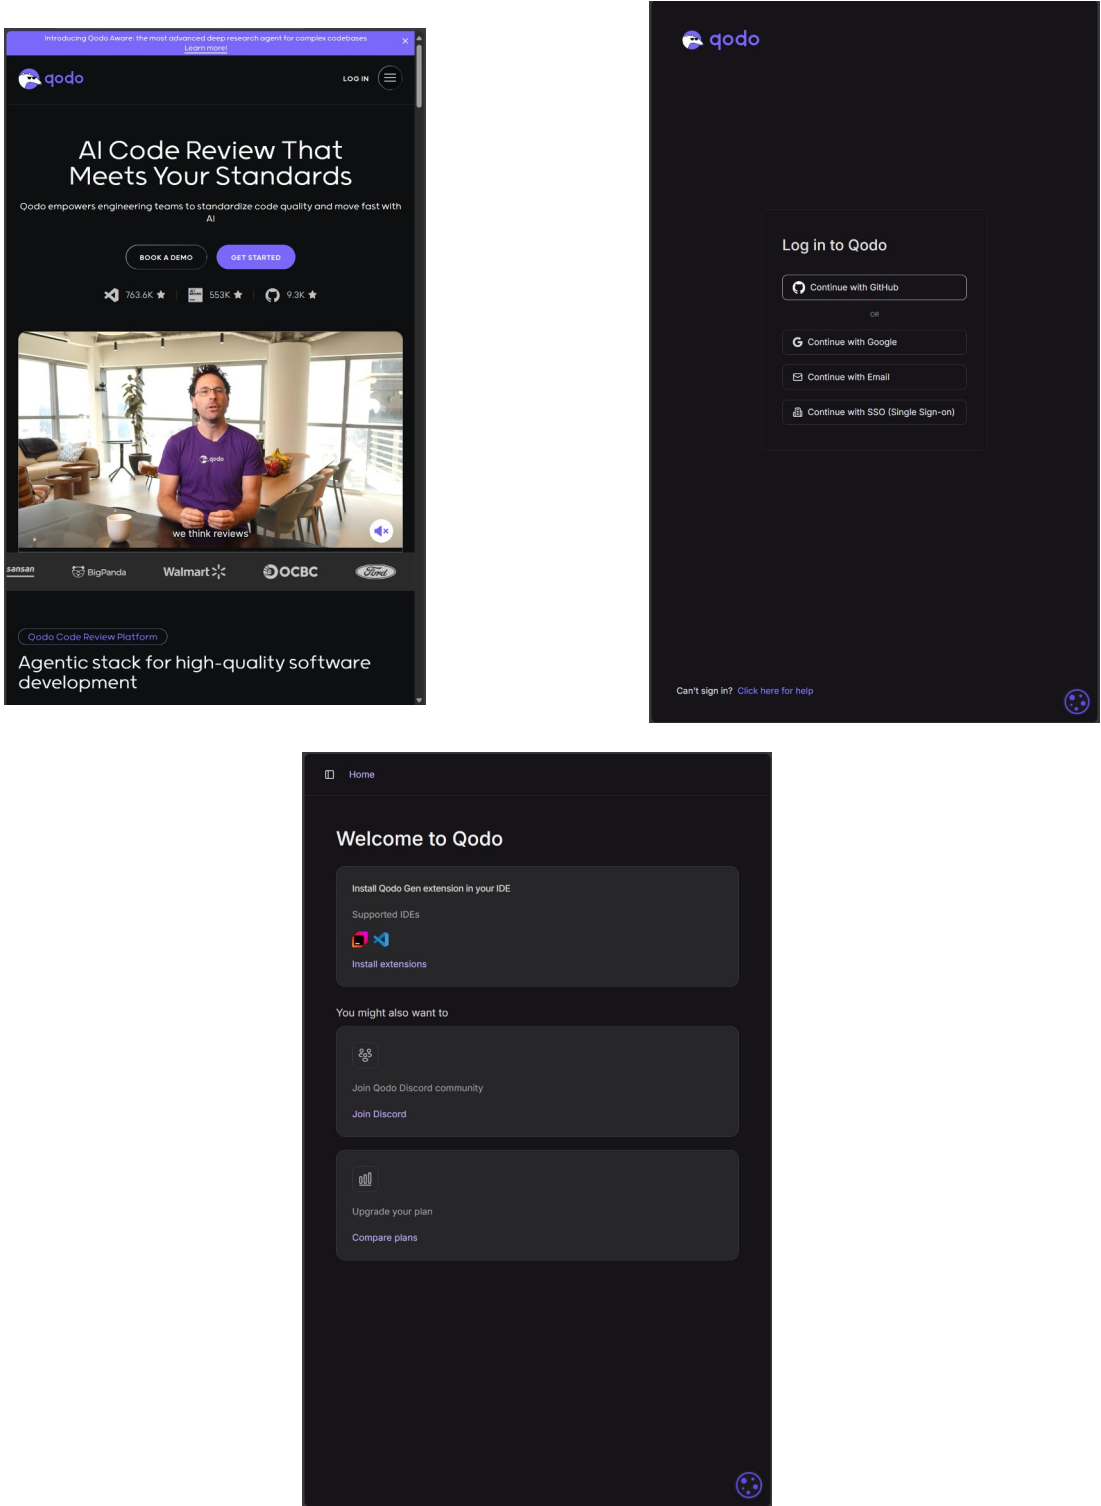 Introducing Qodo Aware: the most advanced deep research agent for complex codebases
Learn more!
qodo
LOG IN
AI Code Review That
Meets Your Standards
Qodo empowers engineering teams to standardize code quality and move fast with
AI
BOOK A DEMO
GET STARTED
763.6K
553K
9.3K
qodo
we think reviews
sansan
BigPanda
Walmart
OCBC
Ford
Qodo Code Review Platform
Agentic stack for high-quality software
development
qodo
Log in to Qodo
Continue with GitHub
OR
Continue with Google
Continue with Email
Continue with SSO (Single Sign-on)
Can't sign in? Click here for help
Home
Welcome to Qodo
Install Qodo Gen extension in your IDE
Supported IDEs
Install extensions
You might also want to
Join Qodo Discord community
Join Discord
Upgrade your plan
Compare plans